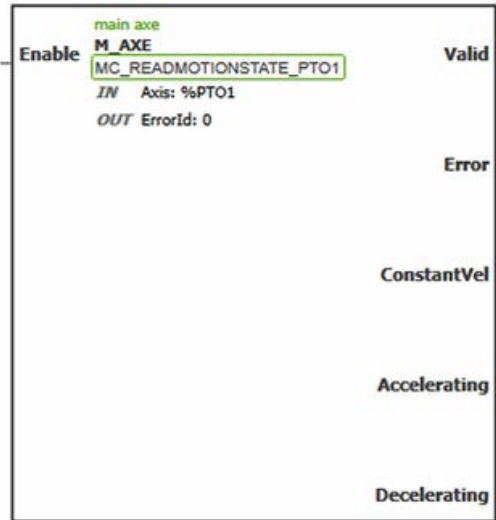 main axe
Enable M_AXE Valid
MC_READMOTIONSTATE_PTO1
IN Axis: %PTO1
OUT ErrorId: 0
Error
ConstantVel
Accelerating
Decelerating